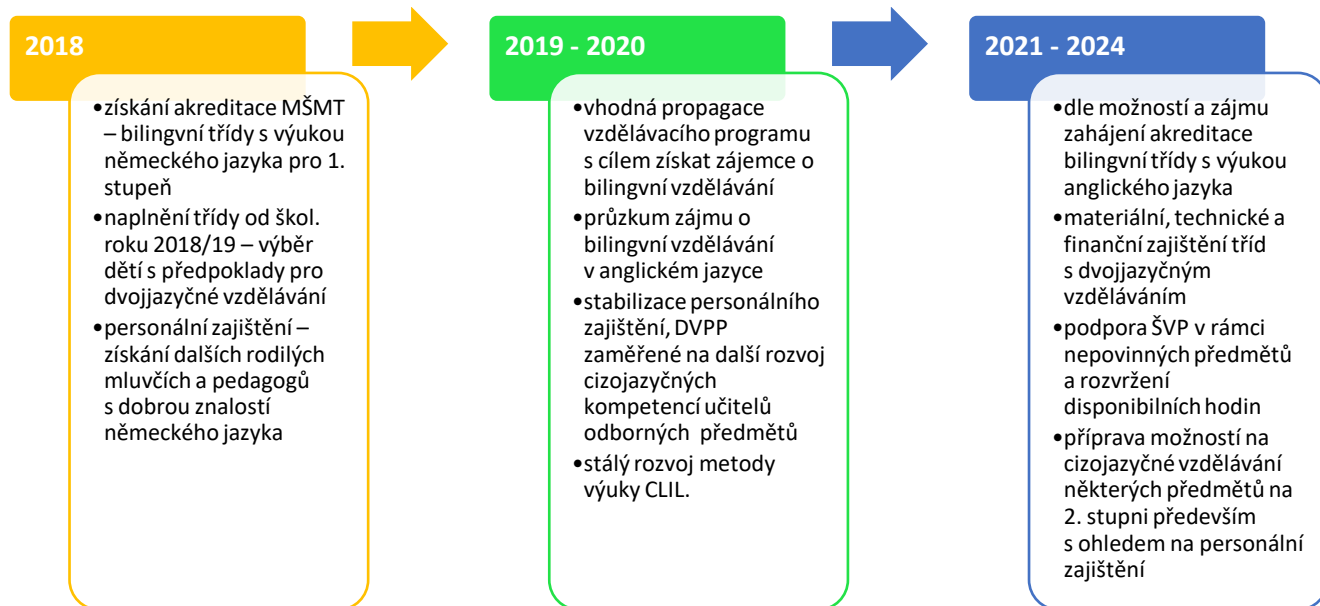 2018
•získání akreditace MŠMT
– bilingvní třídy s výukou
německého jazyka pro 1.
stupeň
•naplnění třídy od škol.
roku 2018/19 – výběr
dětí s předpoklady pro
dvojjazyčné vzdělávání
•personální zajištění –
získání dalších rodilých
mluvčích a pedagogů
s dobrou znalostí
německého jazyka
2019 - 2020
•vhodná propagace
vzdělávacího programu
s cílem získat zájemce o
bilingvní vzdělávání
•průzkum zájmu o
bilingvní vzdělávání
v anglickém jazyce
•stabilizace personálního
zajištění, DVPP
zaměřené na další rozvoj
cizojazyčných
kompetencí učitelů
odborných předmětů
•stálý rozvoj metody
výuky CLIL.
2021 - 2024
•dle možností a zájmu
zahájení akreditace
bilingvní třídy s výukou
anglického jazyka
•materiální, technické a
finanční zajištění tříd
s dvojjazyčným
vzděláváním
•podpora ŠVP v rámci
nepovinných předmětů
a rozvržení
disponibilních hodin
•příprava možností na
cizojazyčné vzdělávání
některých předmětů na
2. stupni především
s ohledem na personální
zajištění